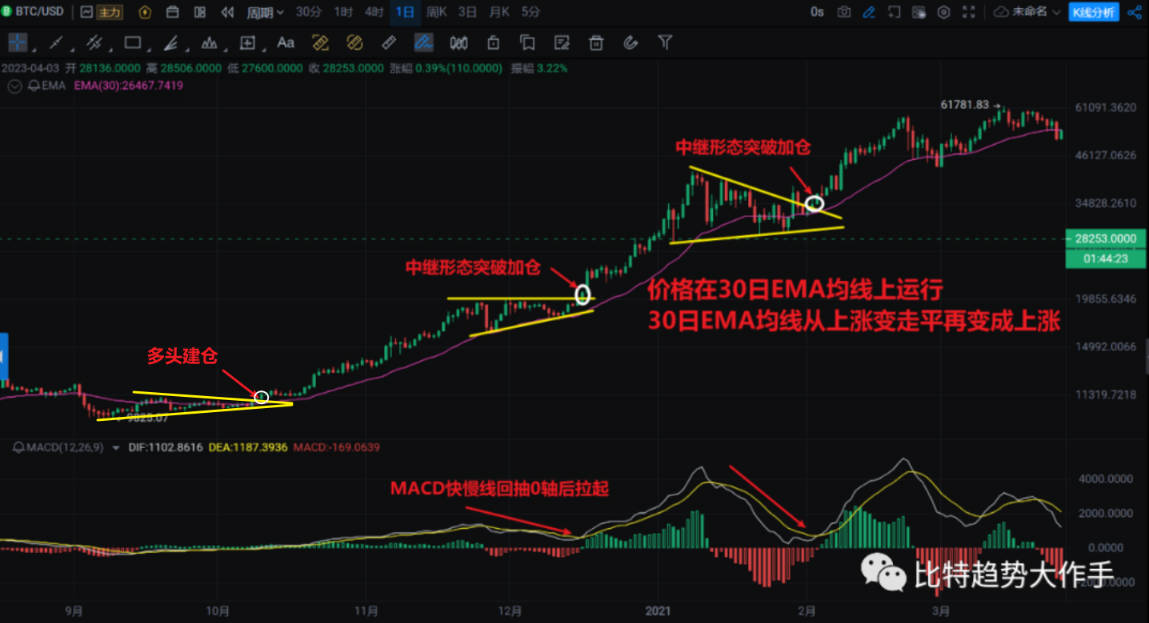 BTC/USD 主力 周期 30分 1时 4时 1日 周K 3日 月K 5分 0s 未命名 K线分析
Aa
2023-04-03 开 28136.0000 高 28506.0000 低 27600.0000 收 28253.0000 涨幅 0.39%(110.0000) 振幅 3.22%
EMA EMA(30):26467.7419
61781.83
61091.3620
中继形态突破加仓
46127.0626
34828.2610
28253.0000
01:44:23
中继形态突破加仓
价格在30日EMA均线上运行
19855.6346
30日EMA均线从上涨变走平再变成上涨
14992.0066
多头建仓
11319.7218
9825.07
MACD(12,26,9) DIF:1102.8616 DEA:1187.3936 MACD:-169.0639
4000.0000
MACD快慢线回抽0轴后拉起
2000.0000
0.0000
比特趋势大作手
9月 10月 11月 12月 2021 2月 3月